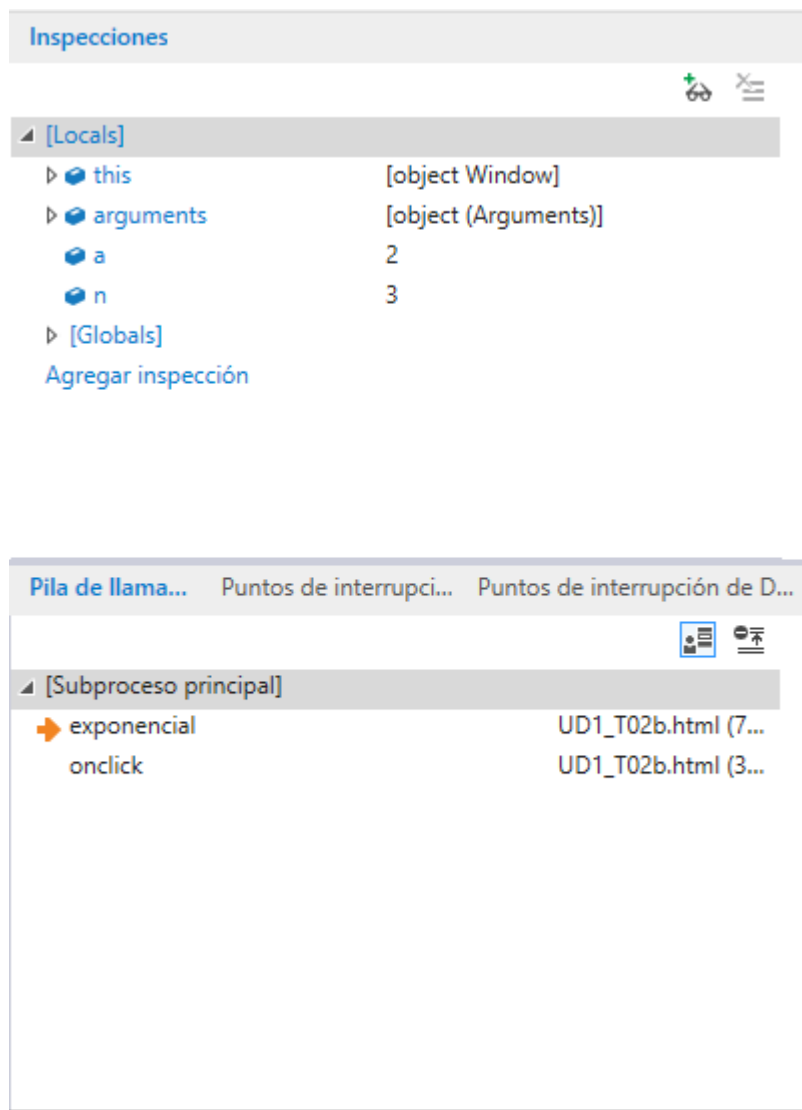 Inspecciones
[Locals]
this [object Window]
arguments [object (Arguments)]
a 2
n 3
[Globals]
Agregar inspección
Pila de llama... Puntos de interrupci... Puntos de interrupción de D...
[Subproceso principal]
exponencial UD1_T02b.html (7...
onclick UD1_T02b.html (3...